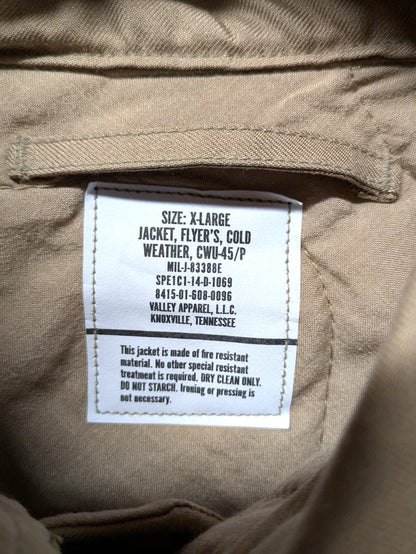 SIZE: X-LARGE
JACKET, FLYER'S, COLD
WEATHER, CWU-45/P
MIL-J-83388E
SPE1C1-14-D-1069
8415-01-608-0096
VALLEY APPAREL, L.L.C.
KNOXVILLE, TENNESSEE
This jacket is made of fire resistant
material. No other special resistant
treatment is required. DRY CLEAN ONLY.
DO NOT STARCH. Ironing or pressing is
not necessary.